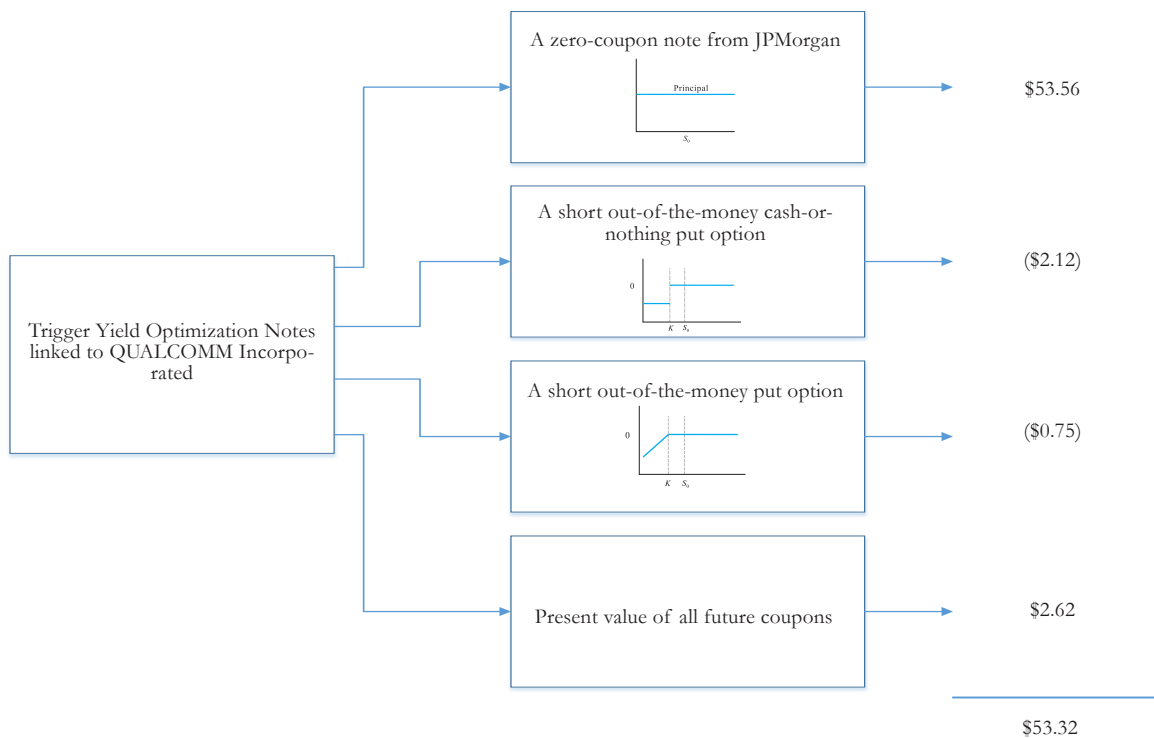 A zero-coupon note from JPMorgan
Principal
S₀
$53.56
A short out-of-the-money cash-or-
nothing put option
0
K S₀
($2.12)
Trigger Yield Optimization Notes
linked to QUALCOMM Incorpo-
rated
A short out-of-the-money put option
0
K S₀
($0.75)
Present value of all future coupons
$2.62
$53.32